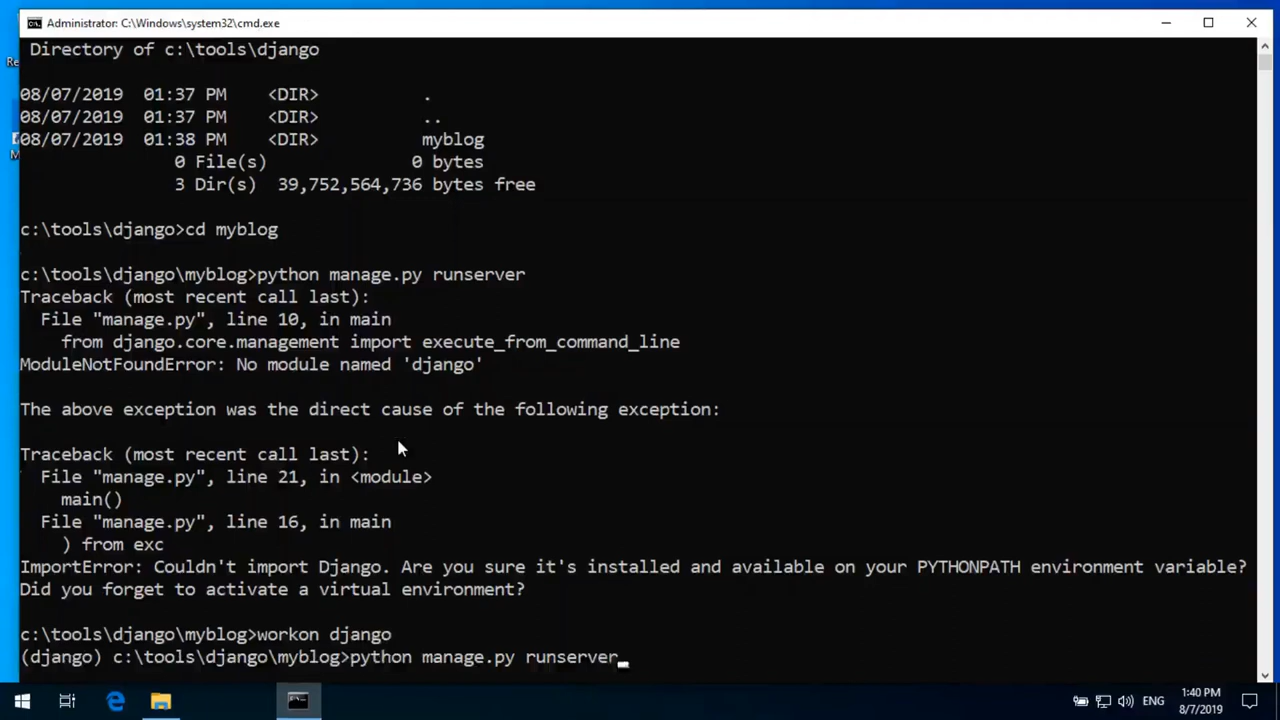 Administrator: C:\Windows\system32\cmd.exe
Directory of c:\tools\django
Re
08/07/2019 01:37 PM <DIR> .
08/07/2019 01:37 PM <DIR> ..
08/07/2019 01:38 PM <DIR> myblog
M
0 File(s) 0 bytes
3 Dir(s) 39,752,564,736 bytes free
c:\tools\django>cd myblog
c:\tools\django\myblog>python manage.py runserver
Traceback (most recent call last):
File "manage.py", line 10, in main
from django.core.management import execute_from_command_line
ModuleNotFoundError: No module named 'django'
The above exception was the direct cause of the following exception:
Traceback (most recent call last):
File "manage.py", line 21, in <module>
main()
File "manage.py", line 16, in main
) from exc
ImportError: Couldn't import Django. Are you sure it's installed and available on your PYTHONPATH environment variable?
Did you forget to activate a virtual environment?
c:\tools\django\myblog>workon django
(django) c:\tools\django\myblog>python manage.py runserver
ENG
1:40 PM
8/7/2019